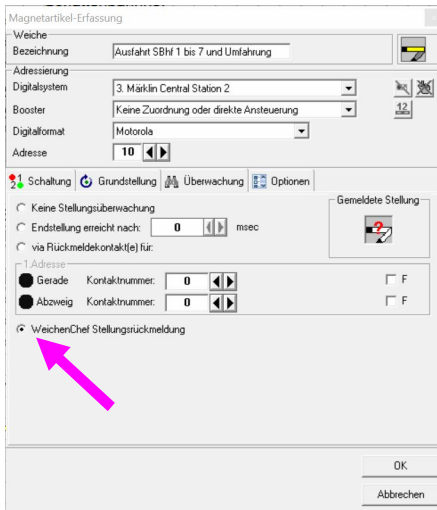 Magnetartikel-Erfassung
Weiche
Bezeichnung Ausfahrt SBhf 1 bis 7 und Umfahrung
Adressierung
Digitalsystem 3. Märklin Central Station 2
Booster Keine Zuordnung oder direkte Ansteuerung 12
Digitalformat Motorola
Adresse 10
1 2 Schaltung Grundstellung Überwachung Optionen
Keine Stellungsüberwachung Gemeldete Stellung
Endstellung erreicht nach: 0 msec
via Rückmeldekontakt(e) für: ?
1.Adresse
Gerade Kontaktnummer: 0 F
Abzweig Kontaktnummer: 0 F
WeichenChef Stellungsrückmeldung
OK
Abbrechen